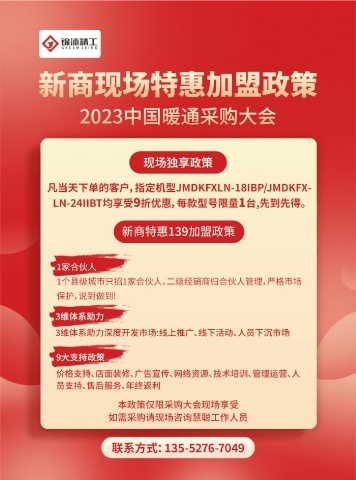 锦沐精工
GREENSEING
新商现场特惠加盟政策
2023中国暖通采购大会
现场独享政策
凡当天下单的客户，指定机型JMDKFXLN-18IBP/JMDKFX-
LN-24IIBT均享受9折优惠，每款型号限量1台,先到先得。
新商特惠139加盟政策
1家合伙人
1个县级城市只招1家合伙人，二级经销商归合伙人管理，严格市场
保护，说到做到!
3维体系助力
3维体系助力深度开发市场:线上推广、线下活动、人员下沉市场
9大支持政策
价格支持、店面装修、广告宣传、网络资源、技术培训、管理运营、人
员支持、售后服务、年终返利
本政策仅限采购大会现场享受
如需采购请现场咨询慧聪工作人员
联系方式：135-5276-7049